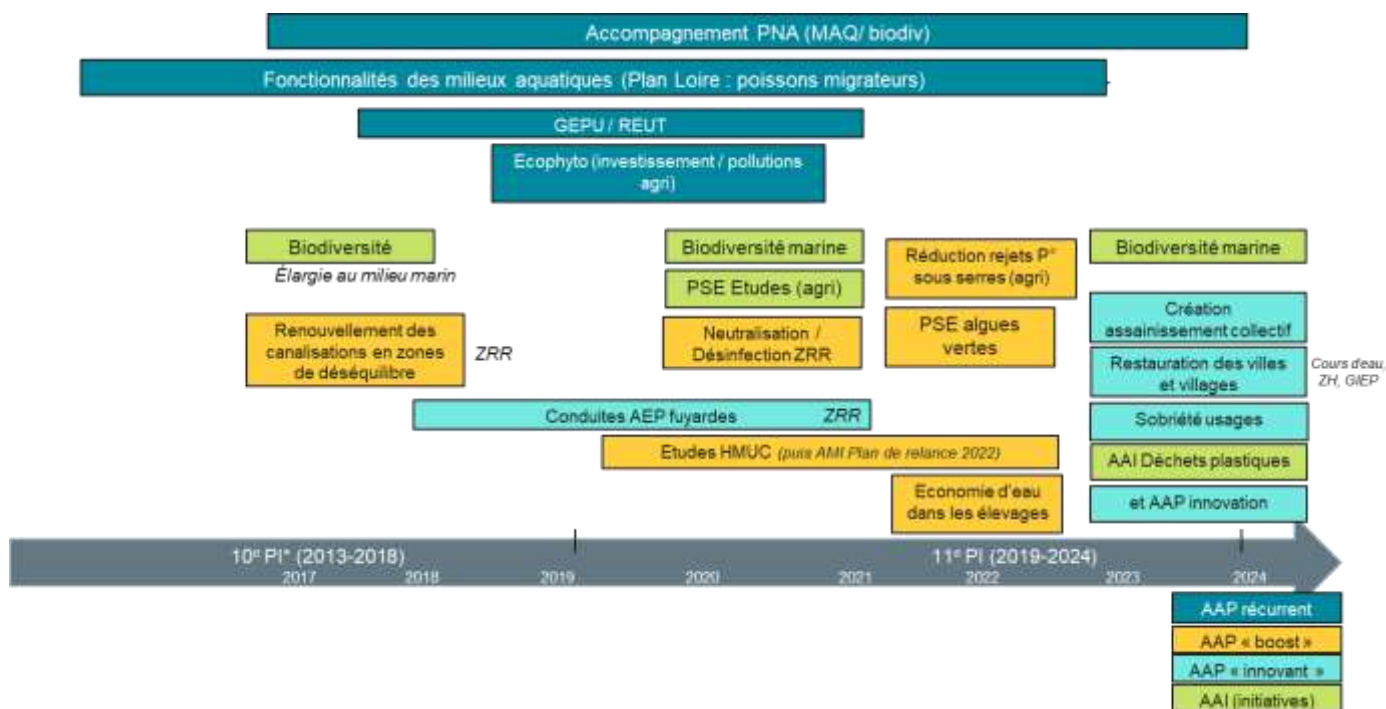 Accompagnement PNA (MAQ/ biodiv)
Fonctionnalités des milieux aquatiques (Plan Loire : poissons migrateurs)
GEPU / REUT
Ecophyto (investissement / pollutions
agri)
Biodiversité
Élargie au milieu marin
Biodiversité marine
Réduction rejets P°
sous serres (agri)
Biodiversité marine
PSE Etudes (agri)
Renouvellement des
canalisations en zones
de déséquilibre
ZRR
Neutralisation /
Désinfection ZRR
PSE algues
vertes
Création
assainissement collectif
Restauration des villes
et villages
Cours d'eau,
ZH, GIEP
Conduites AEP fuyardes ZRR
Sobriété usages
Etudes HMUC (puis AMI Plan de relance 2022)
AAI Déchets plastiques
Economie d'eau
dans les élevages
et AAP innovation
10e PI* (2013-2018) 11e PI (2019-2024)
2017 2018 2019 2020 2021 2022 2023 2024
AAP récurrent
AAP « boost »
AAP « innovant »
AAI (initiatives)